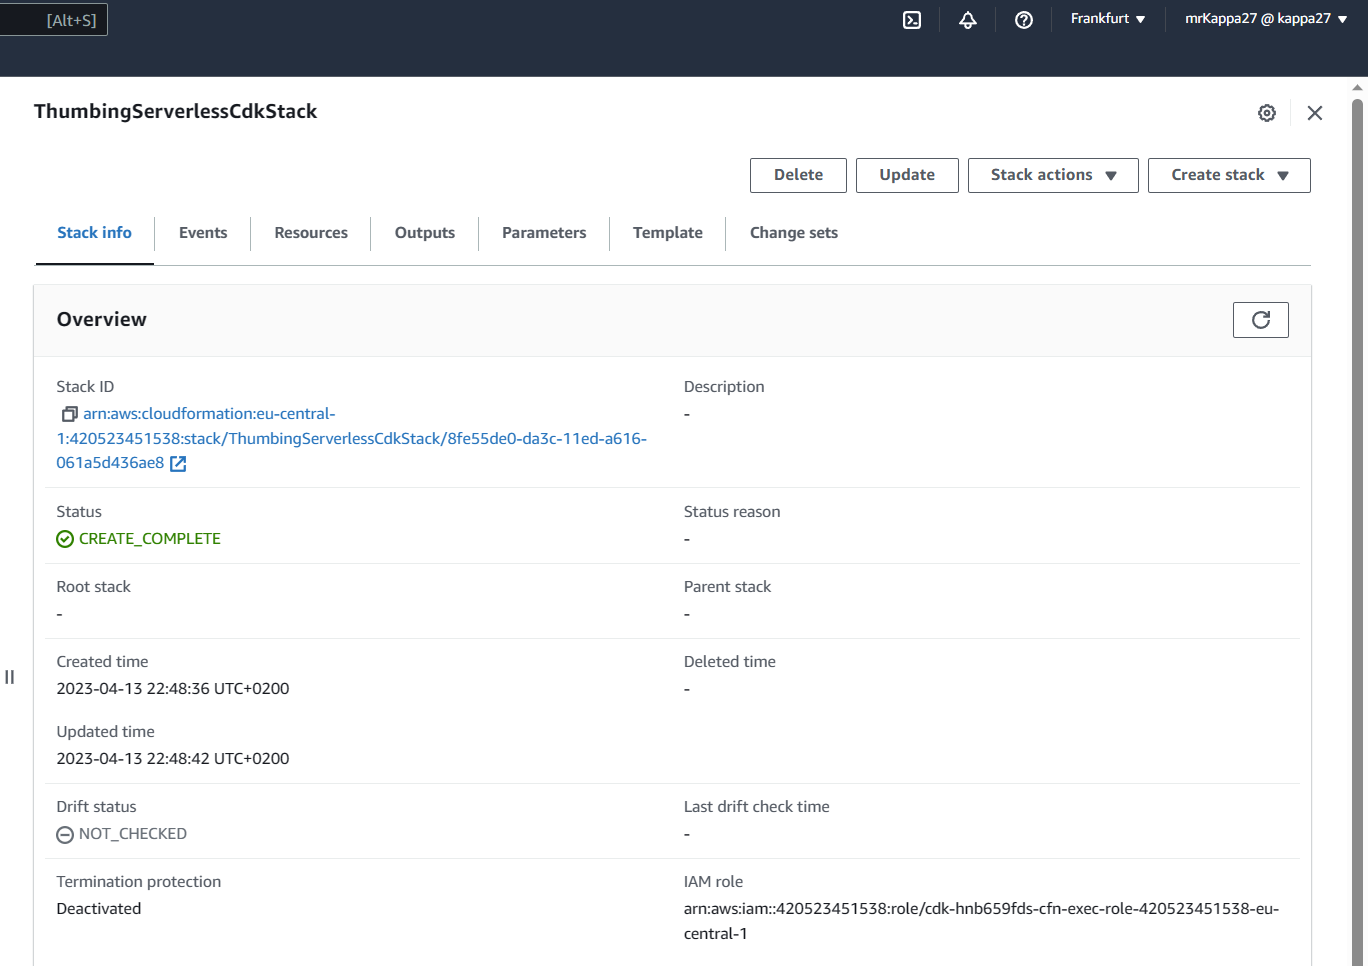 [Alt+S]
Frankfurt
mrKappa27 @ kappa27
ThumbingServerlessCdkStack
Delete
Update
Stack actions
Create stack
Stack info
Events
Resources
Outputs
Parameters
Template
Change sets
Overview
Stack ID
arn:aws:cloudformation:eu-central-
1:420523451538:stack/ThumbingServerlessCdkStack/8fe55de0-da3c-11ed-a616-
061a5d436ae8
Description
-
Status
CREATE_COMPLETE
Status reason
-
Root stack
-
Parent stack
-
Created time
2023-04-13 22:48:36 UTC+0200
Deleted time
-
Updated time
2023-04-13 22:48:42 UTC+0200
Drift status
NOT_CHECKED
Last drift check time
-
Termination protection
Deactivated
IAM role
arn:aws:iam::420523451538:role/cdk-hnb659fds-cfn-exec-role-420523451538-eu-
central-1